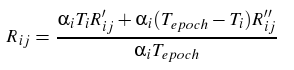 R_{ij} = \frac{\alpha_i T_i R'_{ij} + \alpha_i (T_{epoch} - T_i) R''_{ij}}{\alpha_i T_{epoch}}